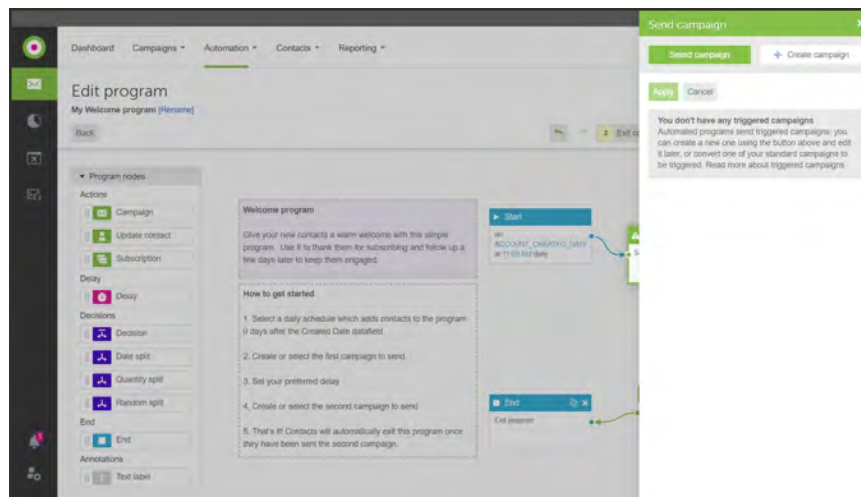 Send campaign
Dashboard Campaigns Automation Contacts Reporting
Select campaign + Create campaign
Edit program
My Welcome program [Rename]
Apply Cancel
Back
2 Exit
You don't have any triggered campaigns
Automated programs send triggered campaigns; you
can create a new one using the button above and edit
it later, or convert one of your standard campaigns to
be triggered. Read more about triggered campaigns
Program nodes
Actions
Campaign
Update contact
Subscription
Delay
Delay
Decisions
Decision
Date split
Quantity split
Random split
End
End
Annotations
Text label
Welcome program
Give your new contacts a warm welcome with this simple
program. Use it to thank them for subscribing and follow up a
few days later to keep them engaged.
How to get started
1. Select a daily schedule which adds contacts to the program
0 days after the Created Date datafield
2. Create or select the first campaign to send
3. Set your preferred delay
4. Create or select the second campaign to send
5. That's it! Contacts will automatically exit this program once
they have been sent the second campaign.
Start
on
ACCOUNT_CREATED_DATE
daily
End
End program